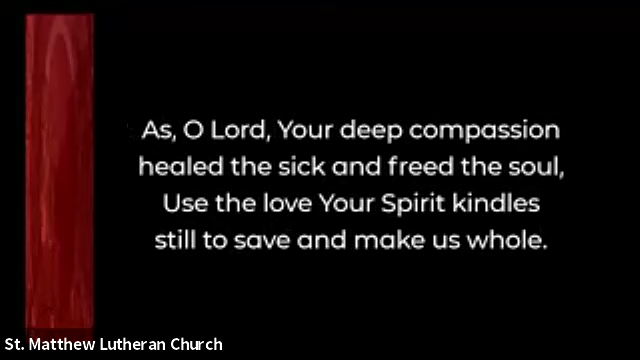 As, O Lord, Your deep compassion
healed the sick and freed the soul,
Use the love Your Spirit kindles
still to save and make us whole.
St. Matthew Lutheran Church